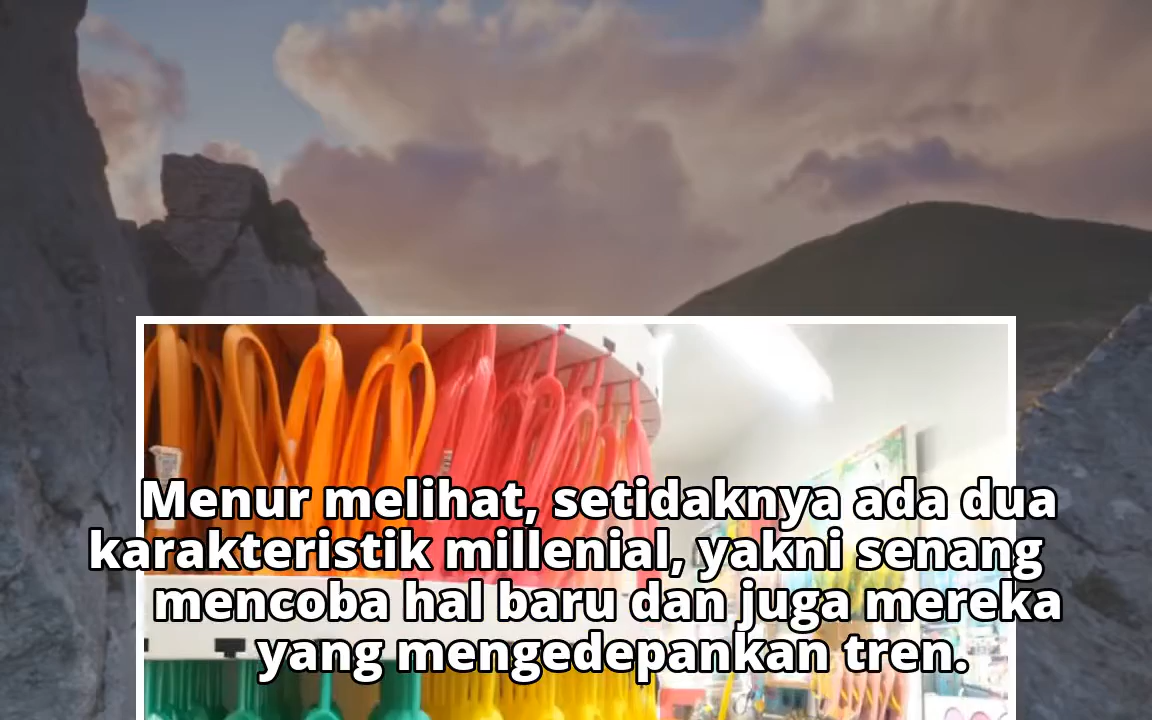 Menur melihat, setidaknya ada dua
karakteristik millenial, yakni senang
mencoba hal baru dan juga mereka
yang mengedepankan tren.